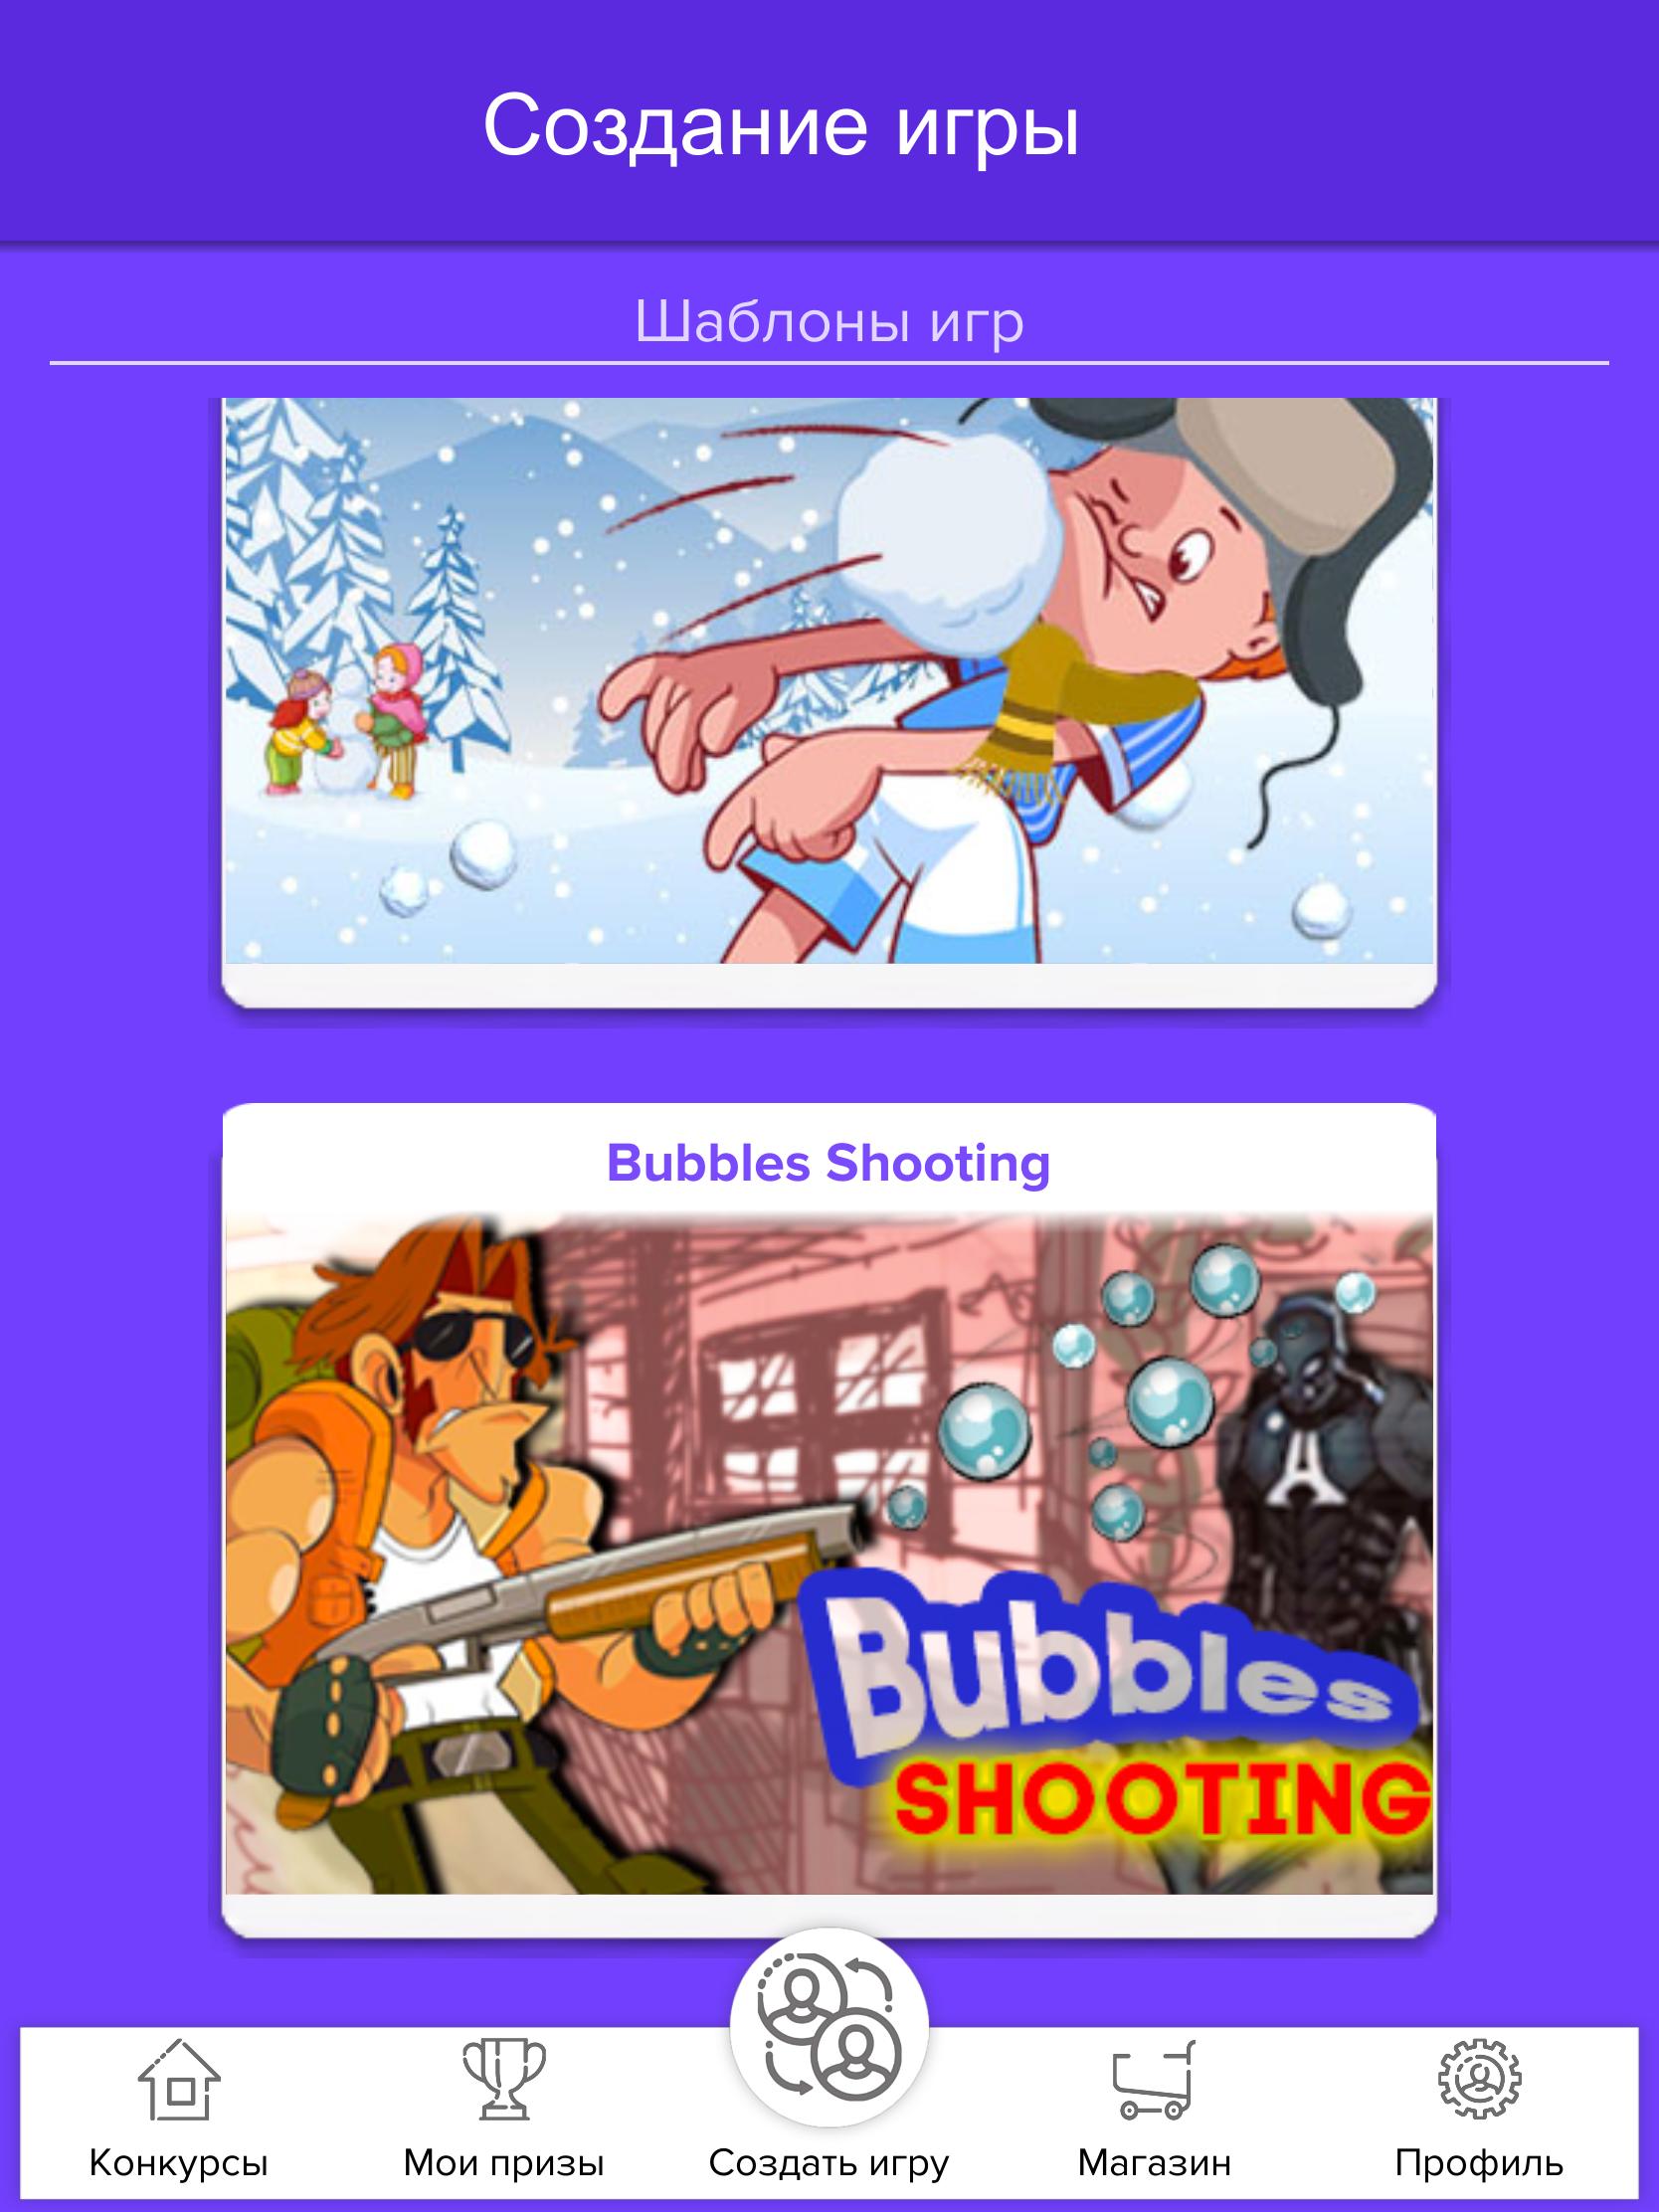 Создание игры
Шаблоны игр
Bubbles Shooting
Bubbles
SHOOTING
Конкурсы
Мои призы
Создать игру
Магазин
Профиль